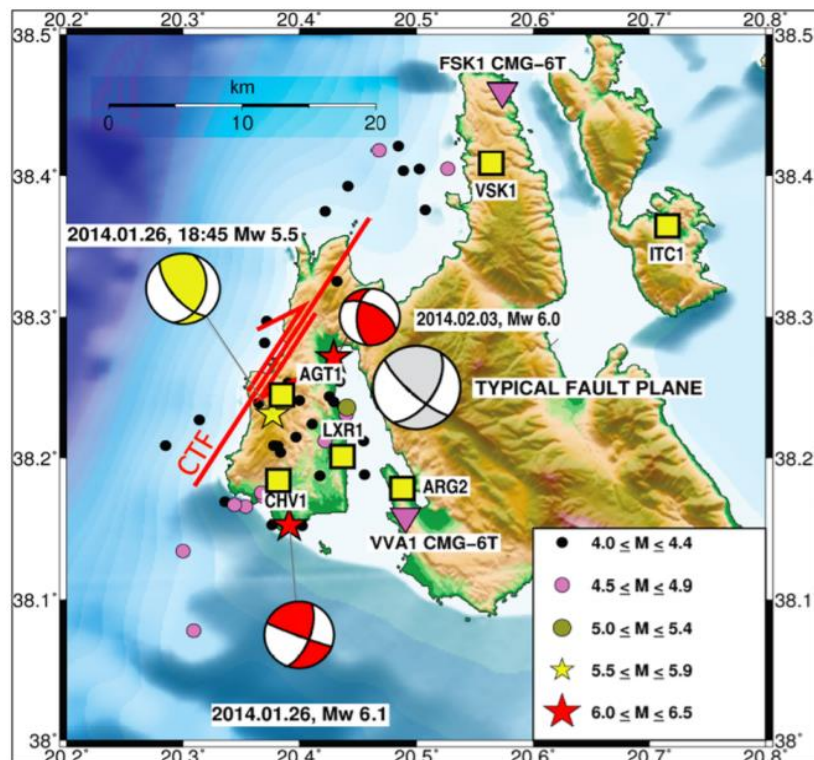 20.2° 20.3° 20.4° 20.5° 20.6° 20.7° 20.8°
38.5° 38.5°
FSK1 CMG-6T
km
0 10 20
38.4° 38.4°
VSK1
2014.01.26, 18:45 Mw 5.5
ITC1
38.3° 38.3°
2014.02.03, Mw 6.0
AGT1
TYPICAL FAULT PLANE
LXR1
CTF
38.2° 38.2°
CHV1
ARG2
VVA1 CMG-6T
4.0 ≤ M ≤ 4.4
4.5 ≤ M ≤ 4.9
38.1° 38.1°
5.0 ≤ M ≤ 5.4
5.5 ≤ M ≤ 5.9
2014.01.26, Mw 6.1
6.0 ≤ M ≤ 6.5
38° 38°
20.2° 20.3° 20.4° 20.5° 20.6° 20.7° 20.8°